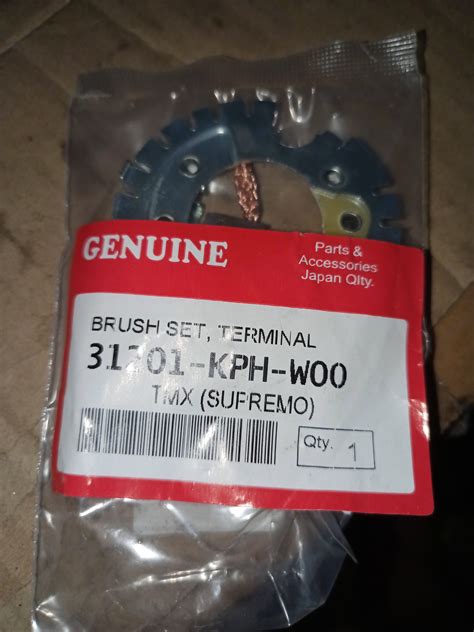 GENUINE
Parts &
Accessories
Japan Qlty.
BRUSH SET, TERMINAL
31201-KPH-W00
TMX (SUPREMO)
Qty. 1